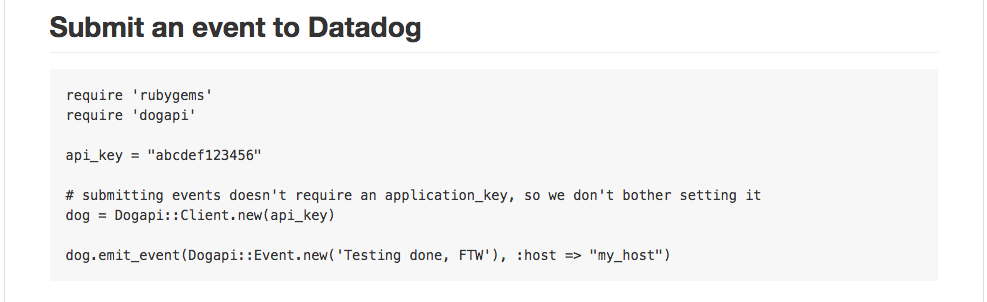 Submit an event to Datadog
require 'rubygems'
require 'dogapi'
api_key = "abcdef123456"
# submitting events doesn't require an application_key, so we don't bother setting it
dog = Dogapi::Client.new(api_key)
dog.emit_event(Dogapi::Event.new('Testing done, FTW'), :host => "my_host")